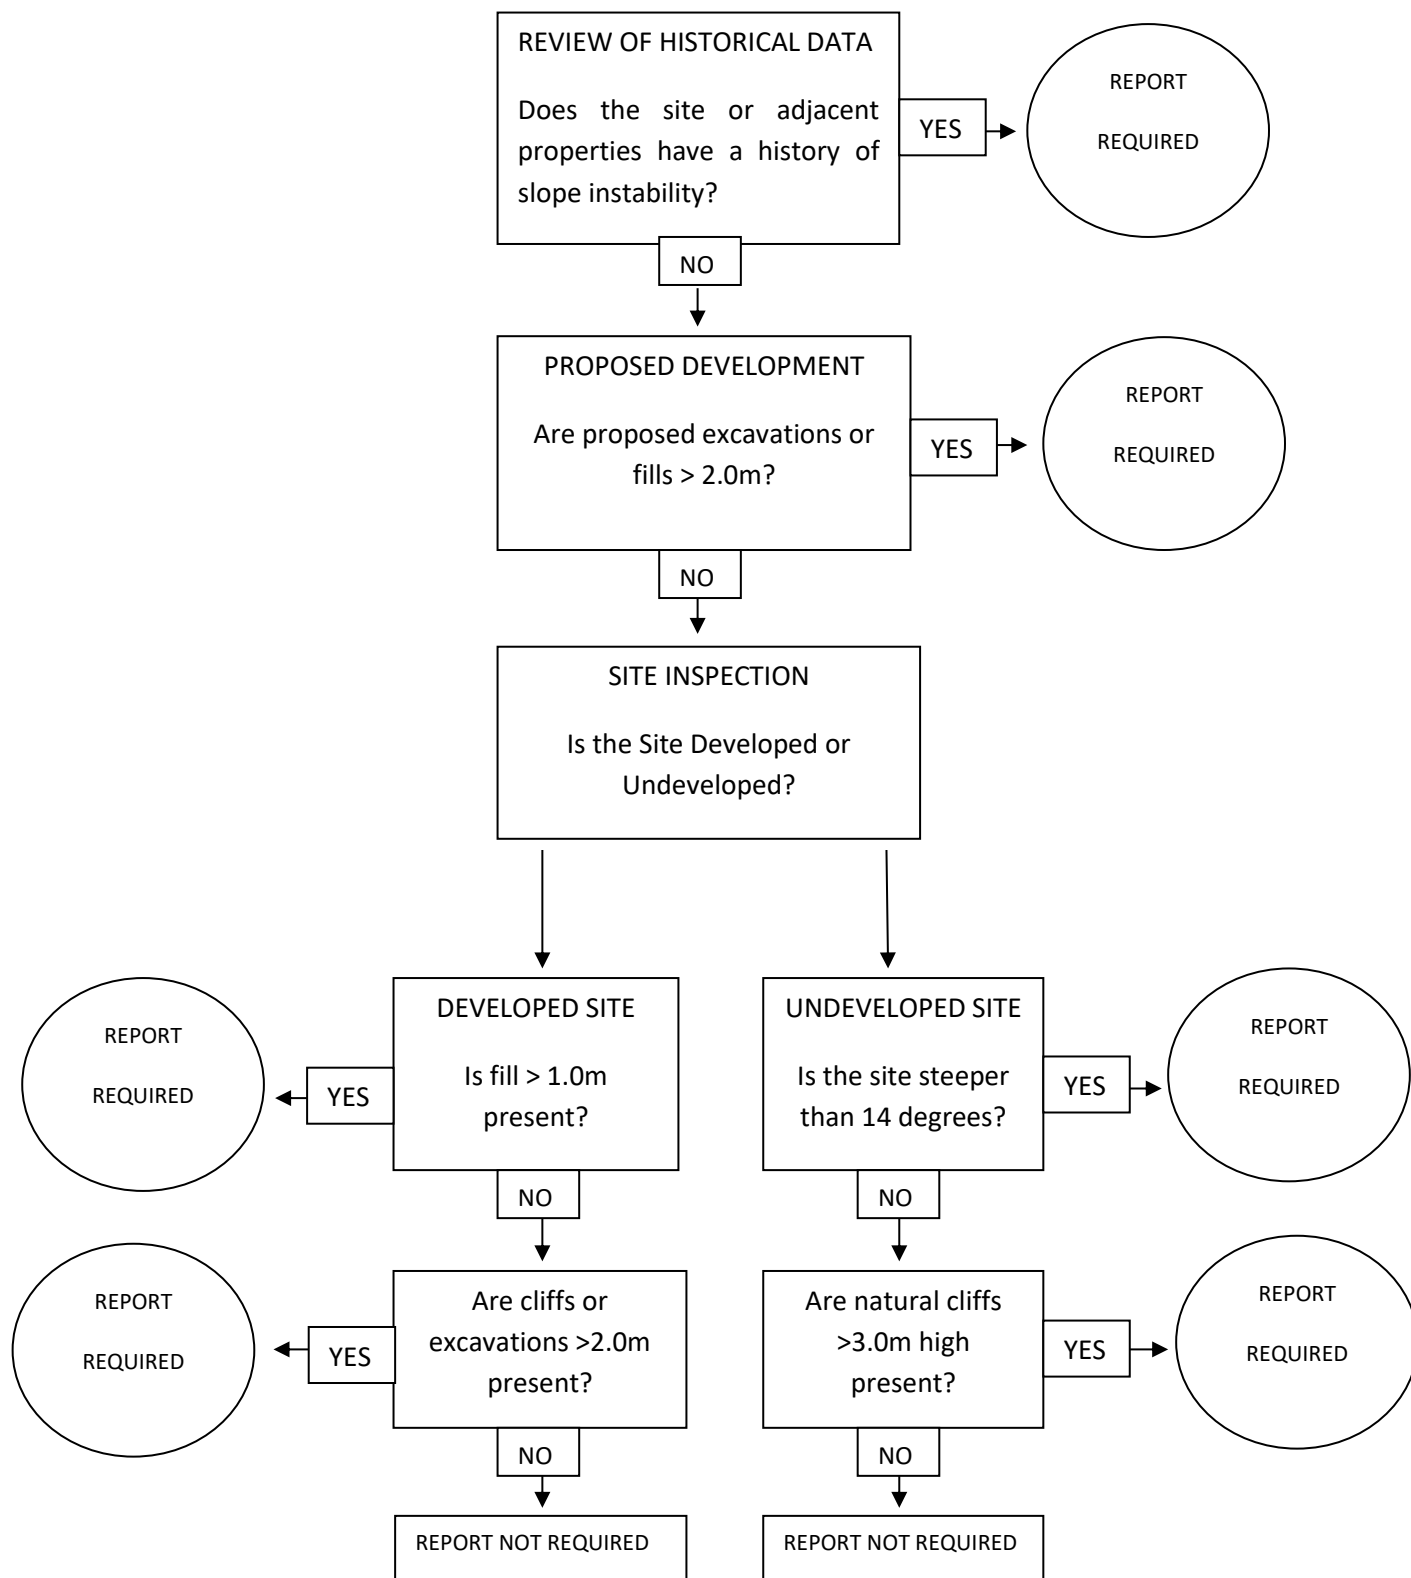 REVIEW OF HISTORICAL DATA
Does the site or adjacent
properties have a history of
slope instability?
YES
REPORT
REQUIRED
NO
PROPOSED DEVELOPMENT
Are proposed excavations or
fills > 2.0m?
YES
REPORT
REQUIRED
NO
SITE INSPECTION
Is the Site Developed or
Undeveloped?
DEVELOPED SITE
Is fill > 1.0m
present?
YES
REPORT
REQUIRED
NO
Are cliffs or
excavations >2.0m
present?
YES
REPORT
REQUIRED
NO
REPORT NOT REQUIRED
UNDEVELOPED SITE
Is the site steeper
than 14 degrees?
YES
REPORT
REQUIRED
NO
Are natural cliffs
>3.0m high
present?
YES
REPORT
REQUIRED
NO
REPORT NOT REQUIRED